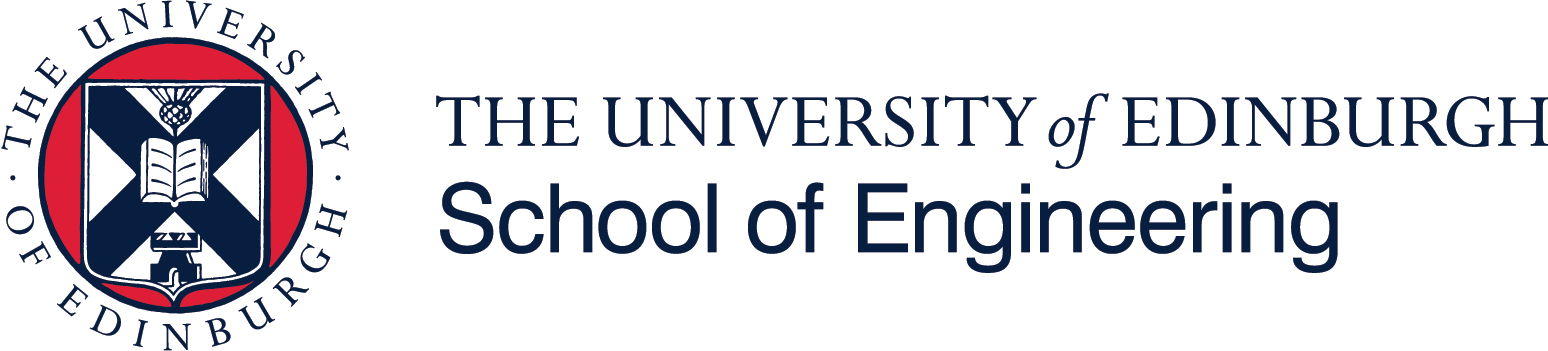 THE UNIVERSITY
· OF EDINBURGH ·
THE UNIVERSITY of EDINBURGH
School of Engineering